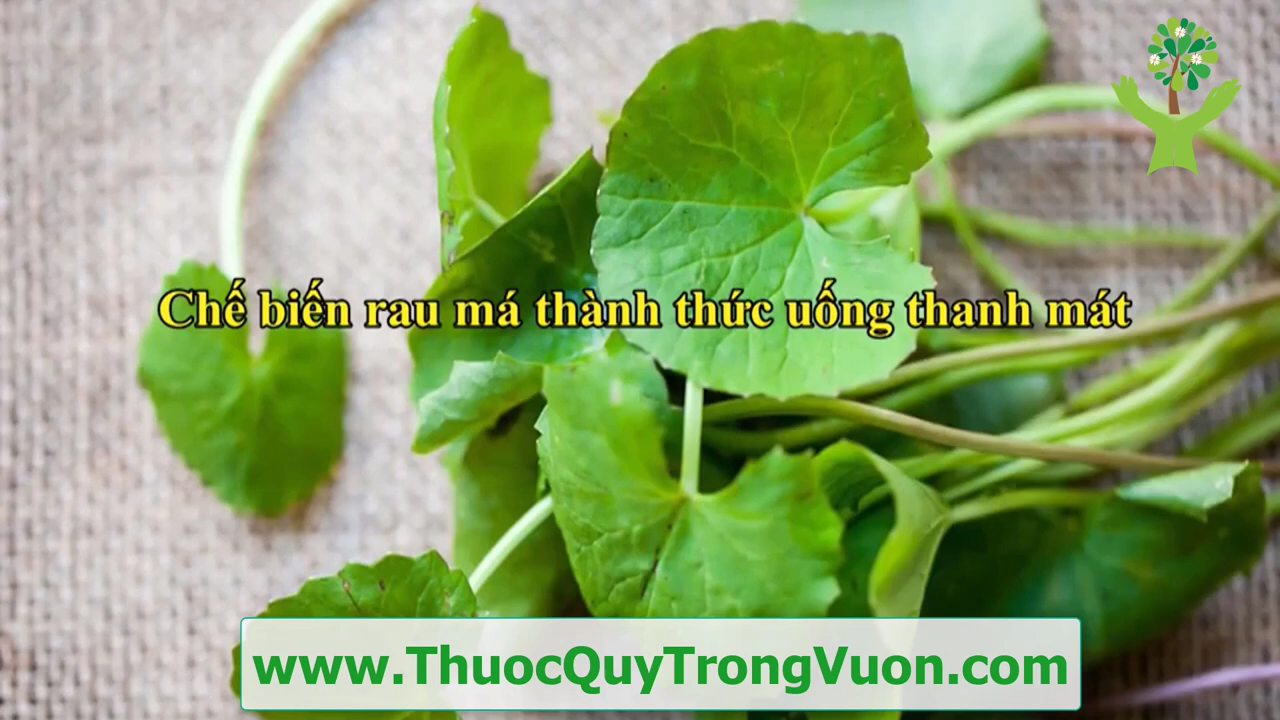 Chế biến rau má thành thức uống thanh mát
www.ThuocQuyTrongVuon.com